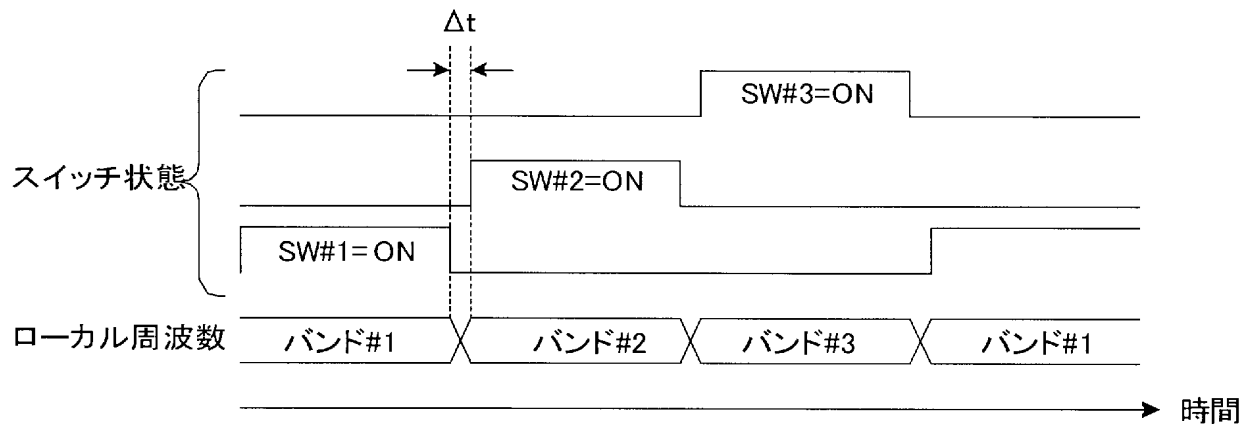 Δt
SW#3=ON
スイッチ状態
SW#2=ON
SW#1=ON
ローカル周波数
バンド#1
バンド#2
バンド#3
バンド#1
時間